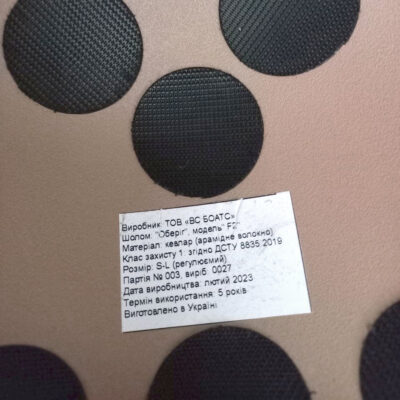 Виробник: ТОВ «ВС БОАТС»
Шолом: "Оберіг", модель" F2"
Матеріал: кевлар (арамідне волокно)
Клас захисту 1: згідно ДСТУ 8835:2019
Розмір: S-L (регулюємий)
Партія № 003, виріб: 0027
Дата виробництва: лютий 2023
Термін використання: 5 років
Виготовлено в Україні